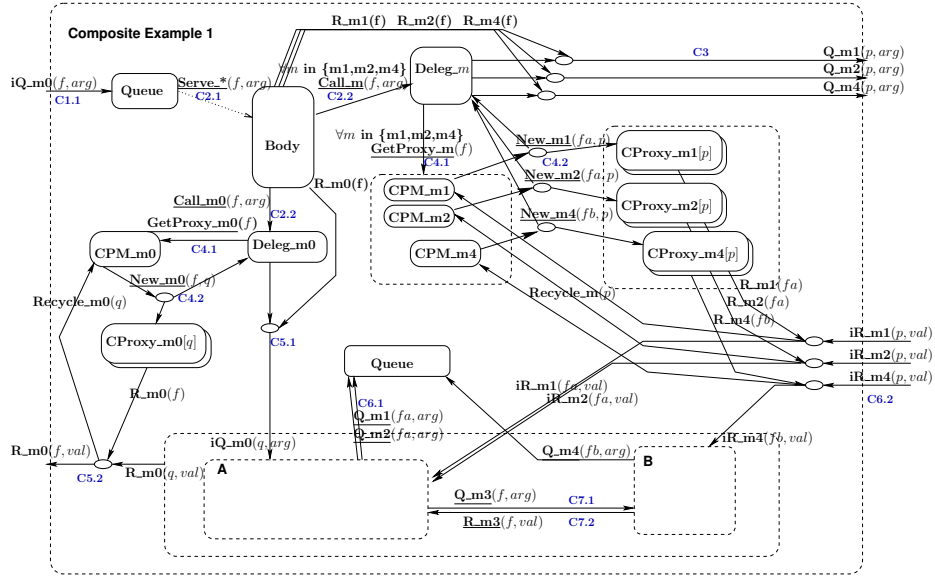 R_m1(f) R_m2(f) R_m4(f)
Composite Example 1
C3
Q_m1(p, arg)
Q_m2(p, arg)
Q_m4(p, arg)
iQ_m0(f, arg)
C1.1
Queue
Serve_*(f, arg)
C2.1
∀m in {m1,m2,m4}
Call_m(f, arg)
C2.2
Deleg_m
Body
∀m in {m1,m2,m4}
GetProxy_m(f)
C4.1
New_m1(fa, p)
C4.2
New_m2(fa, p)
New_m4(fb, p)
CProxy_m1[p]
CProxy_m2[p]
CProxy_m4[p]
CPM_m1
CPM_m2
CPM_m4
R_m0(f)
Call_m0(f, arg)
C2.2
GetProxy_m0(f)
C4.1
CPM_m0
Deleg_m0
New_m0(f, q)
C4.2
Recycle_m0(q)
CProxy_m0[q]
C5.1
Recycle_m(p)
R_m1(fa)
R_m2(fa)
R_m4(fb)
iR_m1(p, val)
iR_m2(p, val)
iR_m4(p, val)
C6.2
Queue
R_m0(f)
C6.1
Q_m1(fa, arg)
Q_m2(fa, arg)
iR_m1(fa, val)
iR_m2(fa, val)
iR_m4(fb, val)
iQ_m0(q, arg)
Q_m4(fb, arg)
R_m0(f, val)
C5.2
R_m0(q, val)
A
B
Q_m3(f, arg)
C7.1
R_m3(f, val)
C7.2